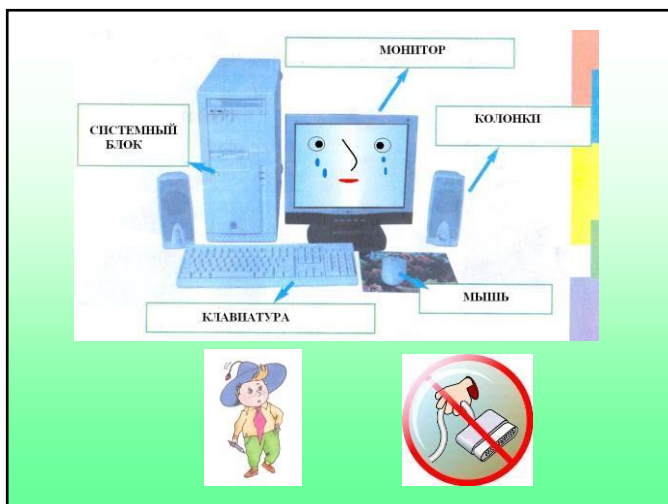 МОНИТОР
СИСТЕМНЫЙ
БЛОК
КОЛОНКИ
МЫШЬ
КЛАВИАТУРА